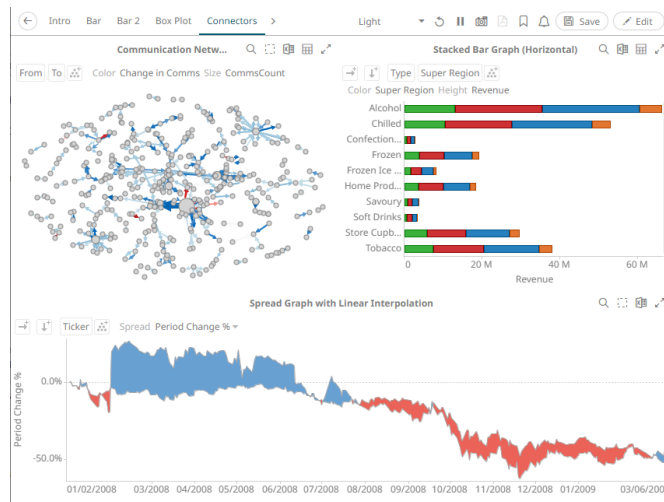 Intro Bar Bar 2 Box Plot Connectors Light Save Edit
Communication Netw...
From To Color Change in Comms Size CommsCount
Stacked Bar Graph (Horizontal)
Type Super Region
Color Super Region Height Revenue
Alcohol
Chilled
Confection...
Frozen
Frozen Ice ...
Home Prod...
Savoury
Soft Drinks
Store Cupb...
Tobacco
0 20 M 40 M 60 M
Revenue
Spread Graph with Linear Interpolation
Ticker Spread Period Change %
Period Change %
0.0%
-50.0%
01/02/2008 03/2008 04/2008 05/2008 06/2008 07/2008 08/2008 09/2008 10/2008 11/2008 12/2008 01/2009 03/06/200